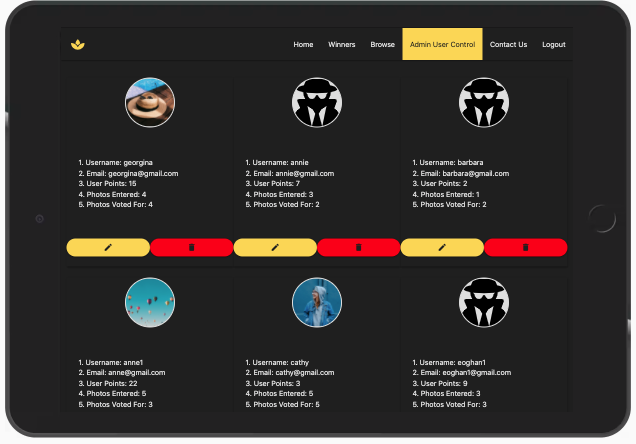 Home Winners Browse Admin User Control Contact Us Logout
1. Username: georgina
2. Email: georgina@gmail.com
3. User Points: 15
4. Photos Entered: 4
5. Photos Voted For: 4
1. Username: annie
2. Email: annie@gmail.com
3. User Points: 7
4. Photos Entered: 3
5. Photos Voted For: 2
1. Username: barbara
2. Email: barbara@gmail.com
3. User Points: 2
4. Photos Entered: 1
5. Photos Voted For: 2
1. Username: anne1
2. Email: anne@gmail.com
3. User Points: 22
4. Photos Entered: 5
5. Photos Voted For: 3
1. Username: cathy
2. Email: cathy@gmail.com
3. User Points: 3
4. Photos Entered: 5
5. Photos Voted For: 5
1. Username: eoghan1
2. Email: eoghan1@gmail.com
3. User Points: 9
4. Photos Entered: 3
5. Photos Voted For: 3